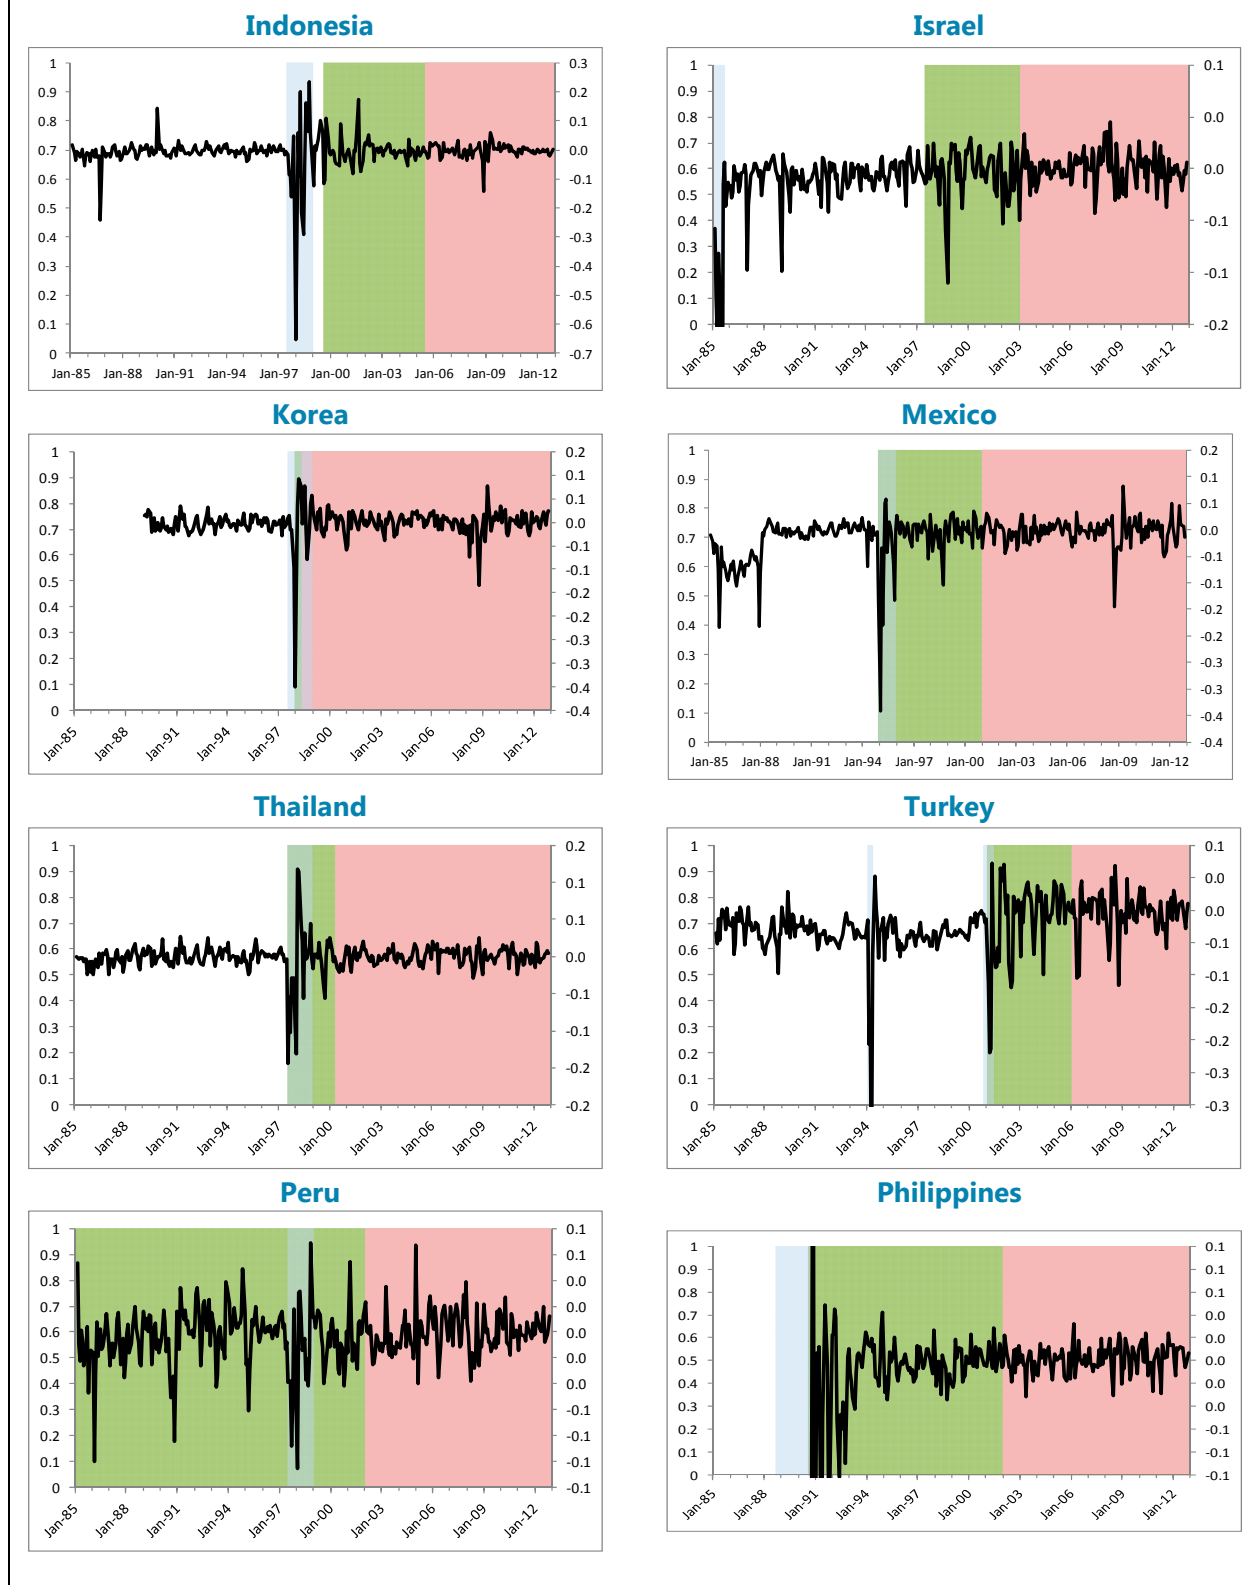 Indonesia
1 0.9 0.8 0.7 0.6 0.5 0.4 0.3 0.2 0.1 0
0.3 0.2 0.1 0.0 -0.1 -0.2 -0.3 -0.4 -0.5 -0.6 -0.7
Jan-85 Jan-88 Jan-91 Jan-94 Jan-97 Jan-00 Jan-03 Jan-06 Jan-09 Jan-12
Israel
1 0.9 0.8 0.7 0.6 0.5 0.4 0.3 0.2 0.1 0
0.1 0.0 0.0 -0.1 -0.1 -0.2
Jan-85 Jan-88 Jan-91 Jan-94 Jan-97 Jan-00 Jan-03 Jan-06 Jan-09 Jan-12
Korea
1 0.9 0.8 0.7 0.6 0.5 0.4 0.3 0.2 0.1 0
0.2 0.1 0.1 0.0 -0.1 -0.1 -0.2 -0.2 -0.3 -0.3 -0.4 -0.4
Jan-85 Jan-88 Jan-91 Jan-94 Jan-97 Jan-00 Jan-03 Jan-06 Jan-09 Jan-12
Mexico
1 0.9 0.8 0.7 0.6 0.5 0.4 0.3 0.2 0.1 0
0.2 0.1 0.1 0.0 -0.1 -0.1 -0.2 -0.2 -0.3 -0.3 -0.4 -0.4
Jan-85 Jan-88 Jan-91 Jan-94 Jan-97 Jan-00 Jan-03 Jan-06 Jan-09 Jan-12
Thailand
1 0.9 0.8 0.7 0.6 0.5 0.4 0.3 0.2 0.1 0
0.2 0.1 0.1 0.0 -0.1 -0.1 -0.2 -0.2
Jan-85 Jan-88 Jan-91 Jan-94 Jan-97 Jan-00 Jan-03 Jan-06 Jan-09 Jan-12
Turkey
1 0.9 0.8 0.7 0.6 0.5 0.4 0.3 0.2 0.1 0
0.1 0.0 0.0 -0.1 -0.1 -0.2 -0.2 -0.3 -0.3
Jan-85 Jan-88 Jan-91 Jan-94 Jan-97 Jan-00 Jan-03 Jan-06 Jan-09 Jan-12
Peru
1 0.9 0.8 0.7 0.6 0.5 0.4 0.3 0.2 0.1 0
0.1 0.1 0.0 0.0 0.0 0.0 0.0 -0.1 -0.1 -0.1 -0.1
Jan-85 Jan-88 Jan-91 Jan-94 Jan-97 Jan-00 Jan-03 Jan-06 Jan-09 Jan-12
Philippines
1 0.9 0.8 0.7 0.6 0.5 0.4 0.3 0.2 0.1 0
0.1 0.1 0.1 0.0 0.0 0.0 0.0 0.0 -0.1 -0.1 -0.1
Jan-85 Jan-88 Jan-91 Jan-94 Jan-97 Jan-00 Jan-03 Jan-06 Jan-09 Jan-12